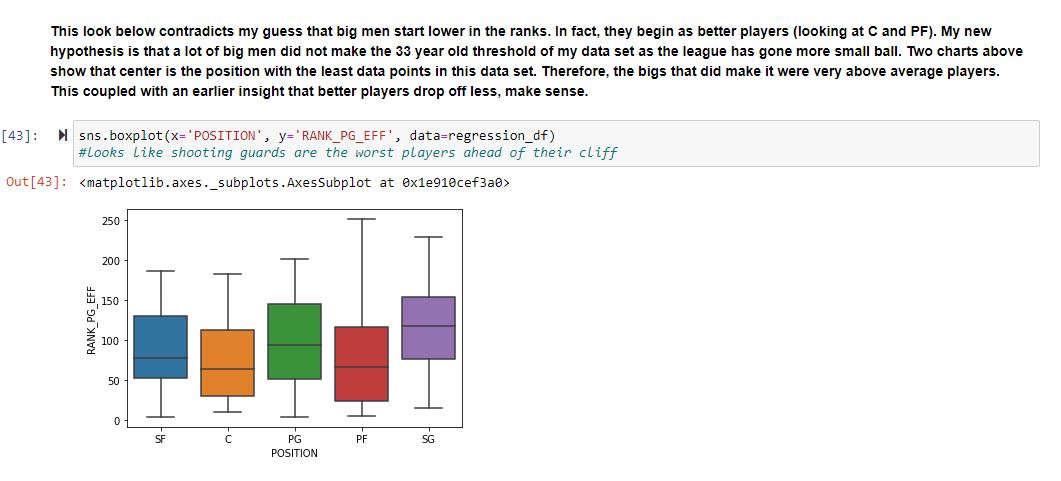 This look below contradicts my guess that big men start lower in the ranks. In fact, they begin as better players (looking at C and PF). My new
hypothesis is that a lot of big men did not make the 33 year old threshold of my data set as the league has gone more small ball. Two charts above
show that center is the position with the least data points in this data set. Therefore, the bigs that did make it were very above average players.
This coupled with an earlier insight that better players drop off less, make sense.
[43]: sns.boxplot(x='POSITION', y='RANK_PG_EFF', data=regression_df)
#Looks like shooting guards are the worst players ahead of their cliff
Out[43]: <matplotlib.axes._subplots.AxesSubplot at 0x1e910cef3a0>
250
200
150
100
50
0
RANK_PG_EFF
SF C PG PF SG
POSITION